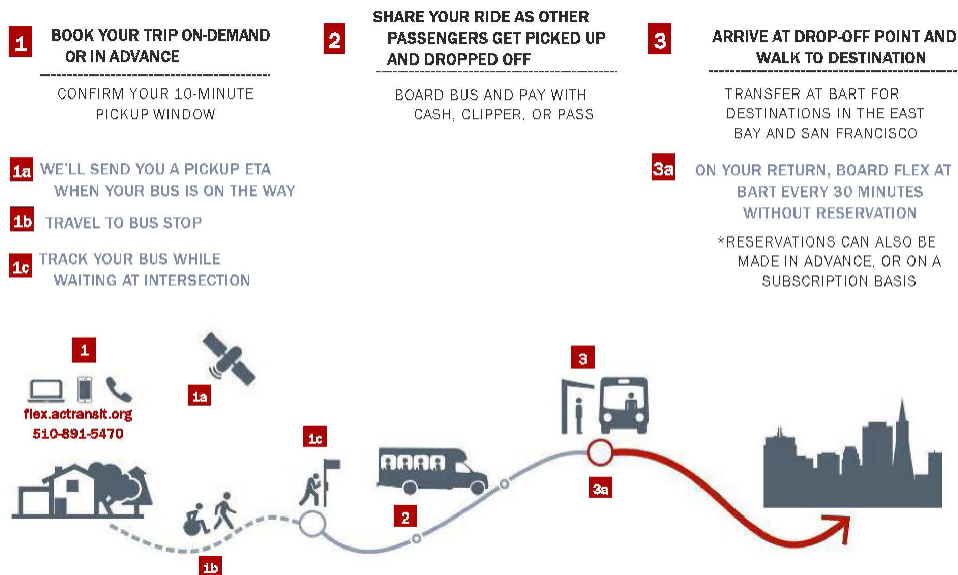 1
BOOK YOUR TRIP ON-DEMAND
OR IN ADVANCE
CONFIRM YOUR 10-MINUTE
PICKUP WINDOW
1a
WE'LL SEND YOU A PICKUP ETA
WHEN YOUR BUS IS ON THE WAY
1b
TRAVEL TO BUS STOP
1c
TRACK YOUR BUS WHILE
WAITING AT INTERSECTION
2
SHARE YOUR RIDE AS OTHER
PASSENGERS GET PICKED UP
AND DROPPED OFF
BOARD BUS AND PAY WITH
CASH, CLIPPER, OR PASS
3
ARRIVE AT DROP-OFF POINT AND
WALK TO DESTINATION
TRANSFER AT BART FOR
DESTINATIONS IN THE EAST
BAY AND SAN FRANCISCO
3a
ON YOUR RETURN, BOARD FLEX AT
BART EVERY 30 MINUTES
WITHOUT RESERVATION
*RESERVATIONS CAN ALSO BE
MADE IN ADVANCE, OR ON A
SUBSCRIPTION BASIS
1
flex.actransit.org
510-891-5470
1a
1b
1c
2
3
3a